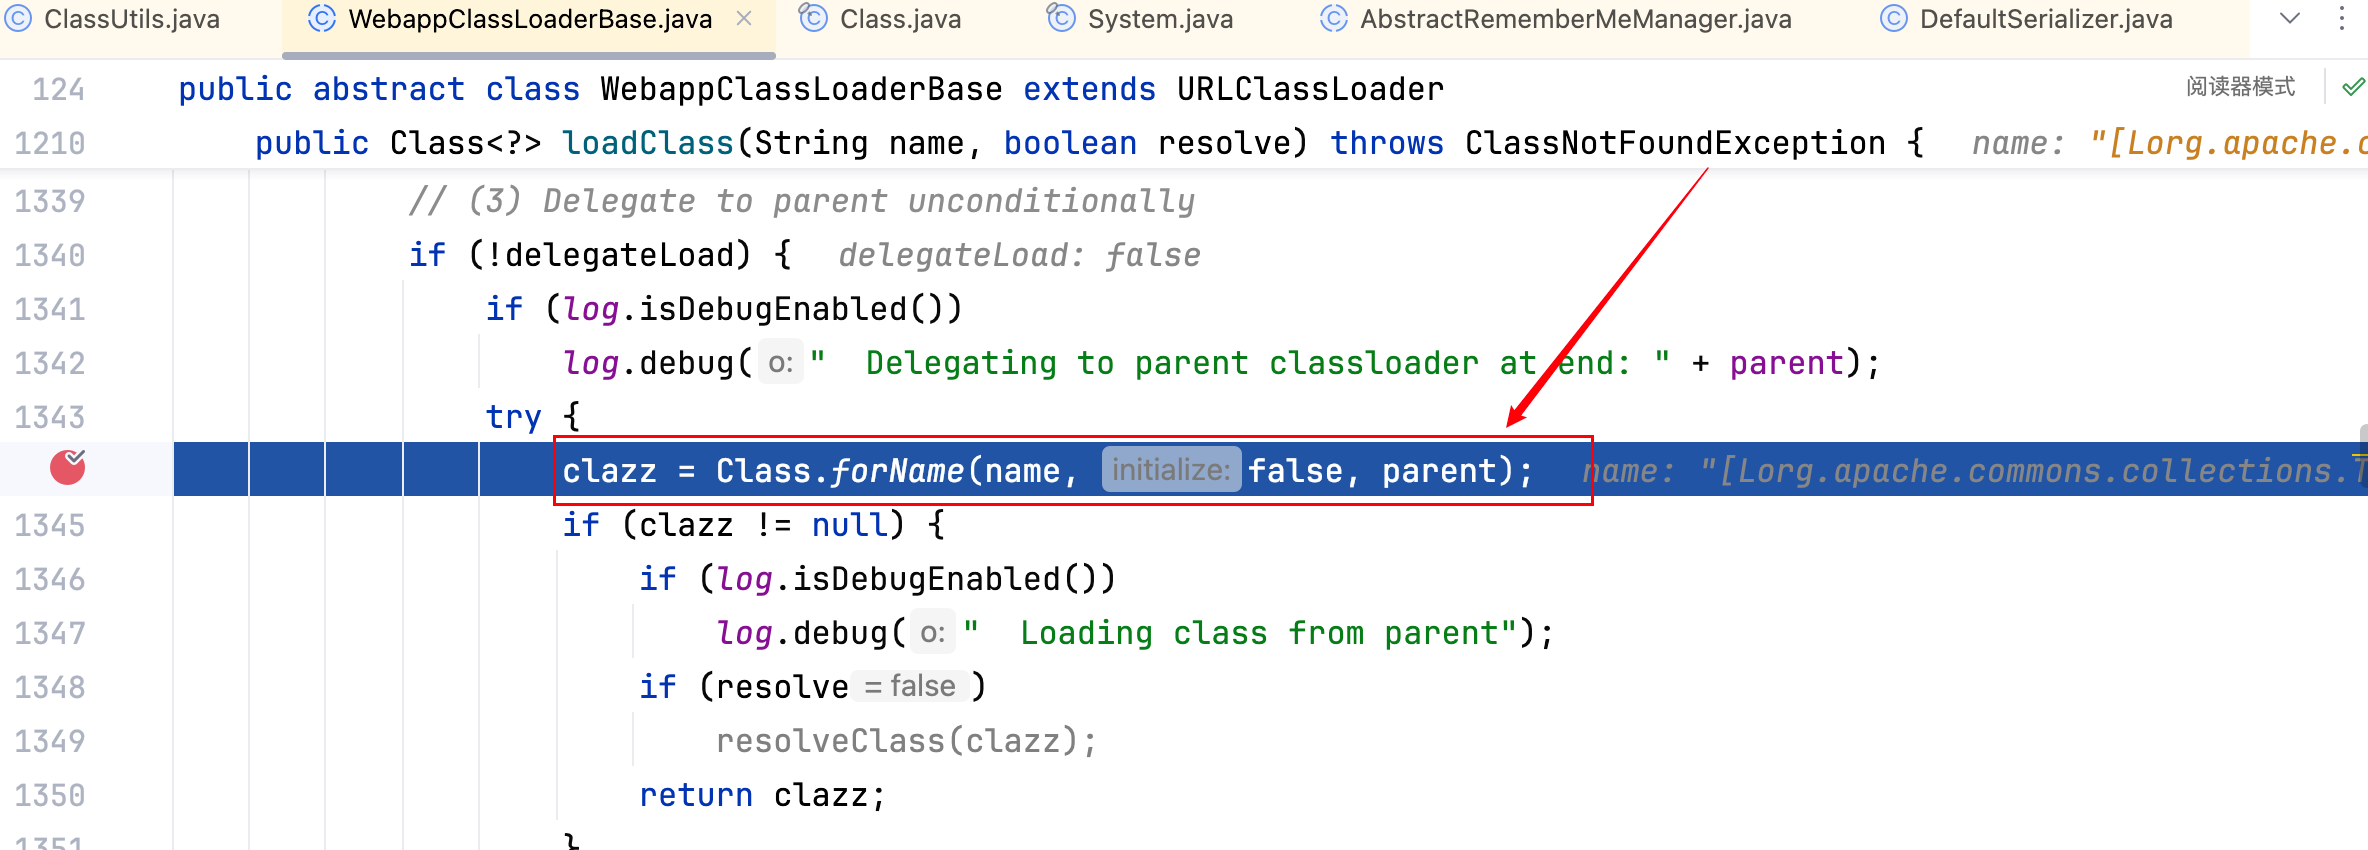 ClassUtils.java WebappClassLoaderBase.java Class.java System.java AbstractRememberMeManager.java DefaultSerializer.java
124 public abstract class WebappClassLoaderBase extends URLClassLoader 阅读器模式
1210 public Class<?> loadClass(String name, boolean resolve) throws ClassNotFoundException { name: "[Lorg.apache.c
1339 // (3) Delegate to parent unconditionally
1340 if (!delegateLoad) { delegateLoad: false
1341 if (log.isDebugEnabled())
1342 log.debug( o: "  Delegating to parent classloader at end: " + parent);
1343 try {
clazz = Class.forName(name, initialize: false, parent); name: "[Lorg.apache.commons.collections.T
1345 if (clazz != null) {
1346 if (log.isDebugEnabled())
1347 log.debug( o: "  Loading class from parent");
1348 if (resolve = false )
1349 resolveClass(clazz);
1350 return clazz;
1351 }